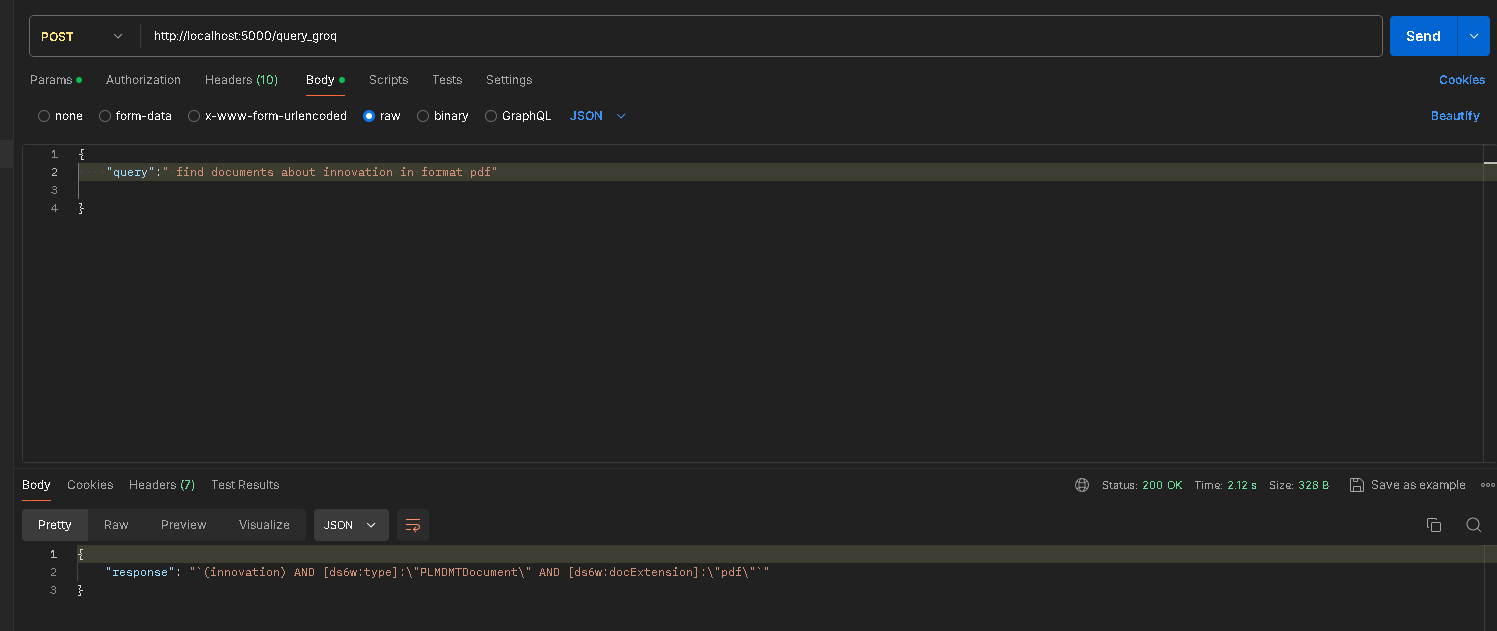 POST http://localhost:5000/query_groq Send
Params Authorization Headers (10) Body Scripts Tests Settings Cookies
none form-data x-www-form-urlencoded raw binary GraphQL JSON Beautify
1 {
2 "query":" find documents about innovation in format pdf"
3
4 }
Body Cookies Headers (7) Test Results Status: 200 OK Time: 2.12 s Size: 328 B Save as example
Pretty Raw Preview Visualize JSON
1 {
2 "response": "`(innovation) AND [ds6w:type]:\"PLMDMTDocument\" AND [ds6w:docExtension]:\"pdf\"`"
3 }